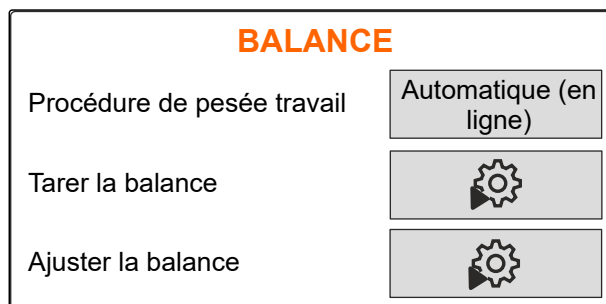 BALANCE
Procédure de pesée travail
Automatique (en
ligne)
Tarer la balance
Ajuster la balance